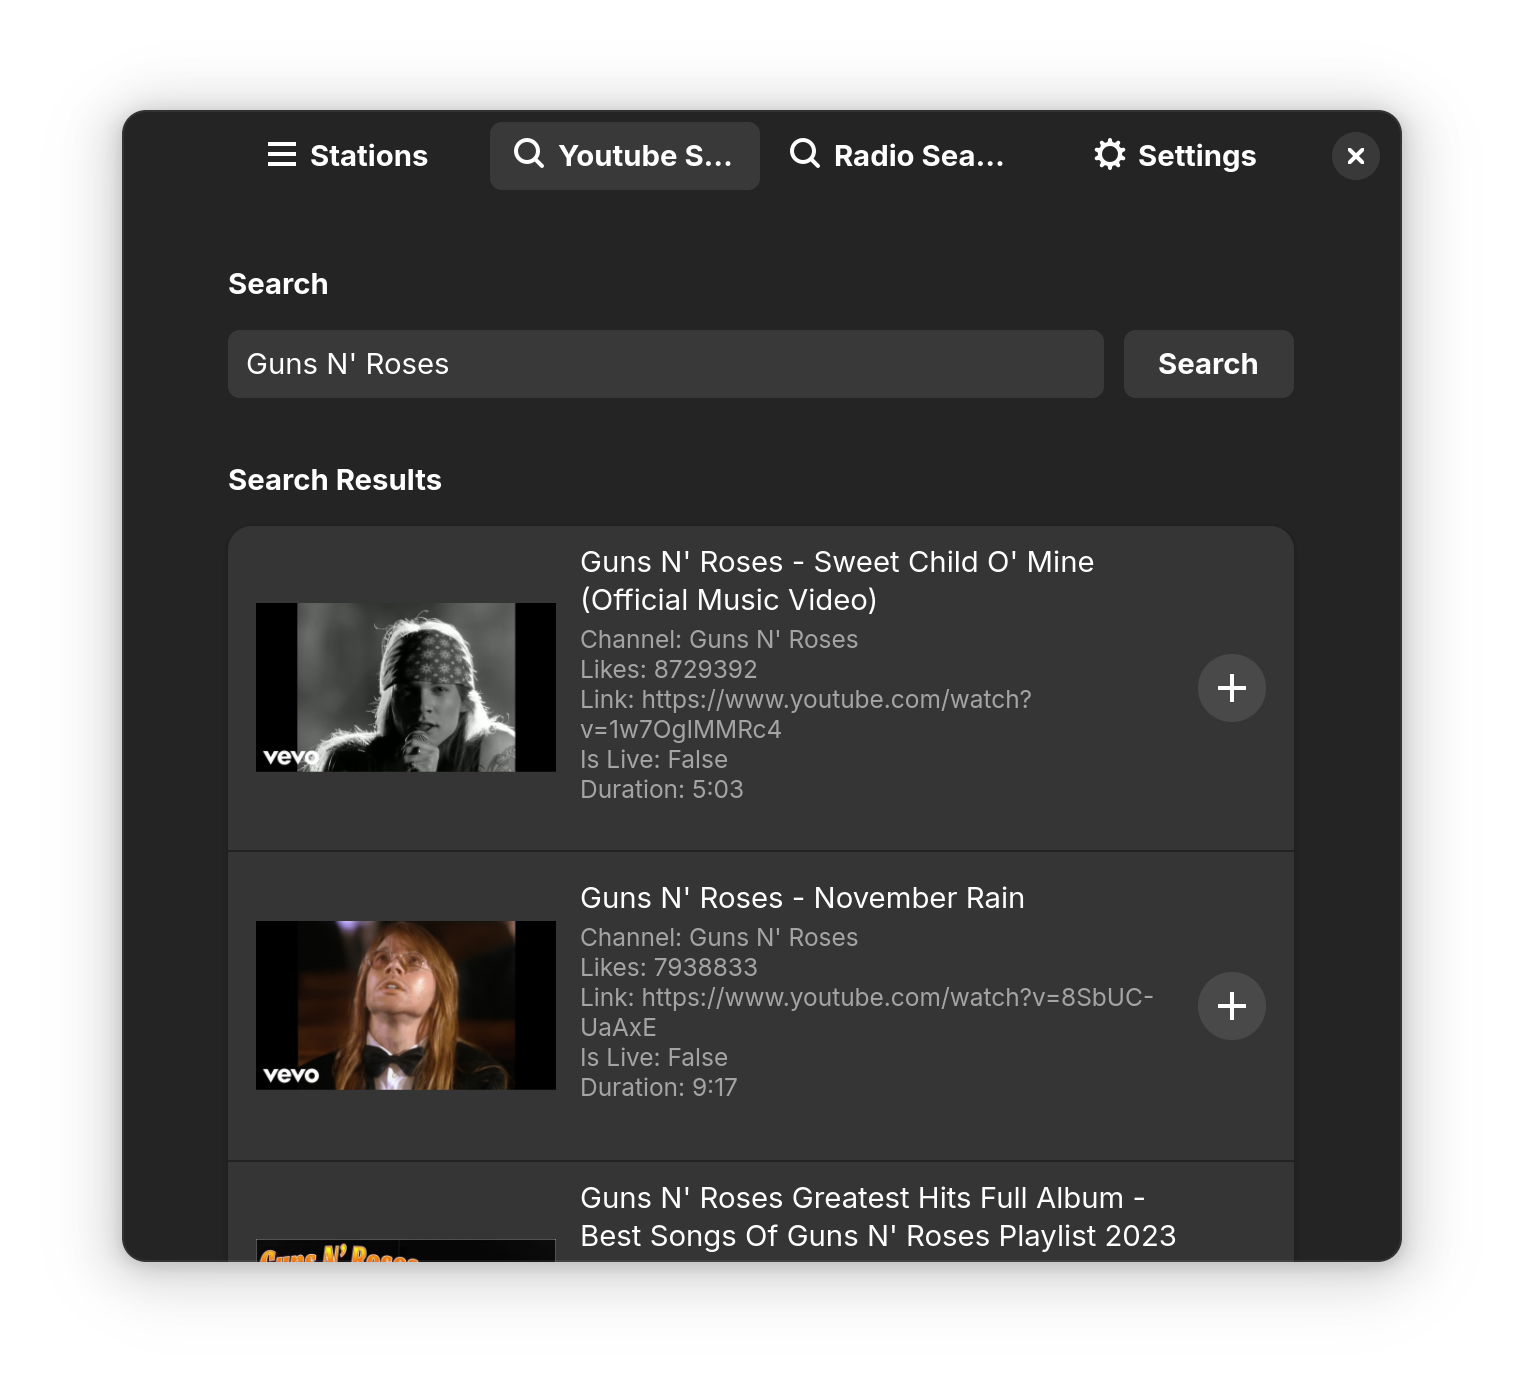 Stations
Youtube S...
Radio Sea...
Settings
Search
Guns N' Roses
Search
Search Results
Guns N' Roses - Sweet Child O' Mine
(Official Music Video)
Channel: Guns N' Roses
Likes: 8729392
Link: https://www.youtube.com/watch?
v=1w7OgIMMRc4
Is Live: False
Duration: 5:03
vevo
Guns N' Roses - November Rain
Channel: Guns N' Roses
Likes: 7938833
Link: https://www.youtube.com/watch?v=8SbUC-
UaAxE
Is Live: False
Duration: 9:17
vevo
Guns N' Roses Greatest Hits Full Album -
Best Songs Of Guns N' Roses Playlist 2023
Guns N' Roses